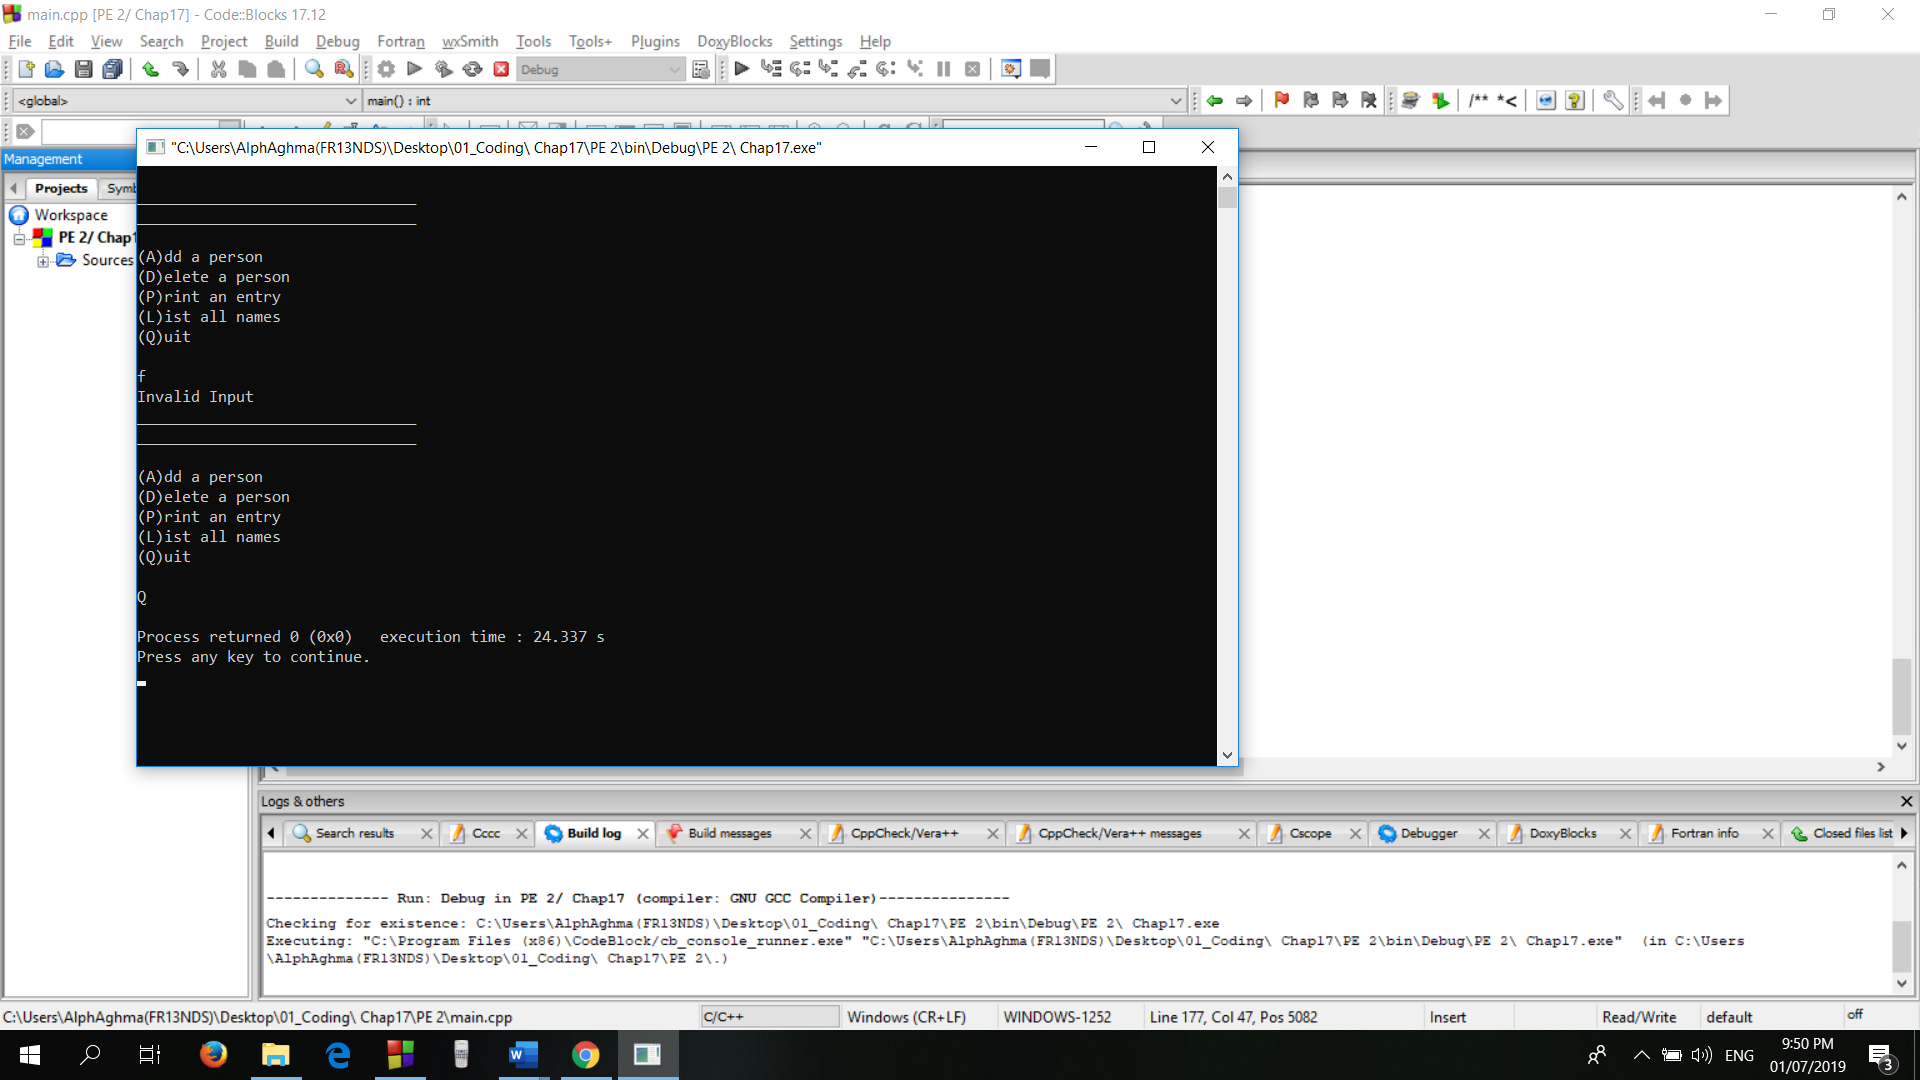 main.cpp [PE 2/ Chap17] - Code::Blocks 17.12
File Edit View Search Project Build Debug Fortran wxSmith Tools Tools+ Plugins DoxyBlocks Settings Help
Debug
<global>
main() : int
/** *<
"C:\Users\AlphAghma(FR13NDS)\Desktop\01_Coding\ Chap17\PE 2\bin\Debug\PE 2\ Chap17.exe"
Management
Projects
Symb
Workspace
PE 2/ Chap1
Sources
(A)dd a person
(D)elete a person
(P)rint an entry
(L)ist all names
(Q)uit
f
Invalid Input
(A)dd a person
(D)elete a person
(P)rint an entry
(L)ist all names
(Q)uit
Q
Process returned 0 (0x0)   execution time : 24.337 s
Press any key to continue.
Logs & others
Search results Cccc Build log Build messages CppCheck/Vera++ CppCheck/Vera++ messages Cscope Debugger DoxyBlocks Fortran info Closed files list
-------------- Run: Debug in PE 2/ Chap17 (compiler: GNU GCC Compiler)---------------
Checking for existence: C:\Users\AlphAghma(FR13NDS)\Desktop\01_Coding\ Chap17\PE 2\bin\Debug\PE 2\ Chap17.exe
Executing: "C:\Program Files (x86)\CodeBlock/cb_console_runner.exe" "C:\Users\AlphAghma(FR13NDS)\Desktop\01_Coding\ Chap17\PE 2\bin\Debug\PE 2\ Chap17.exe"  (in C:\Users
\AlphAghma(FR13NDS)\Desktop\01_Coding\ Chap17\PE 2\.)
C:\Users\AlphAghma(FR13NDS)\Desktop\01_Coding\ Chap17\PE 2\main.cpp
C/C++
Windows (CR+LF)
WINDOWS-1252
Line 177, Col 47, Pos 5082
Insert
Read/Write
default
off
ENG
9:50 PM
01/07/2019
3